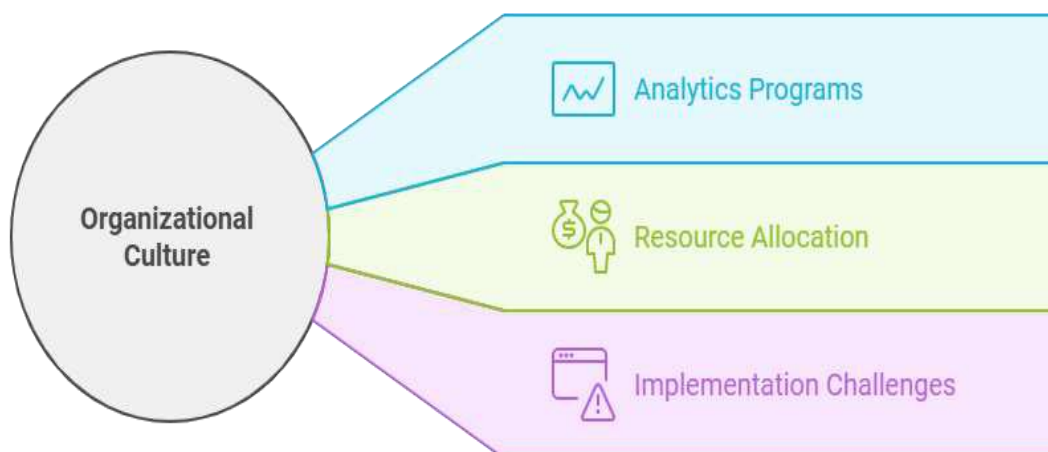 Organizational
Culture
Analytics Programs
$
Resource Allocation
Implementation Challenges